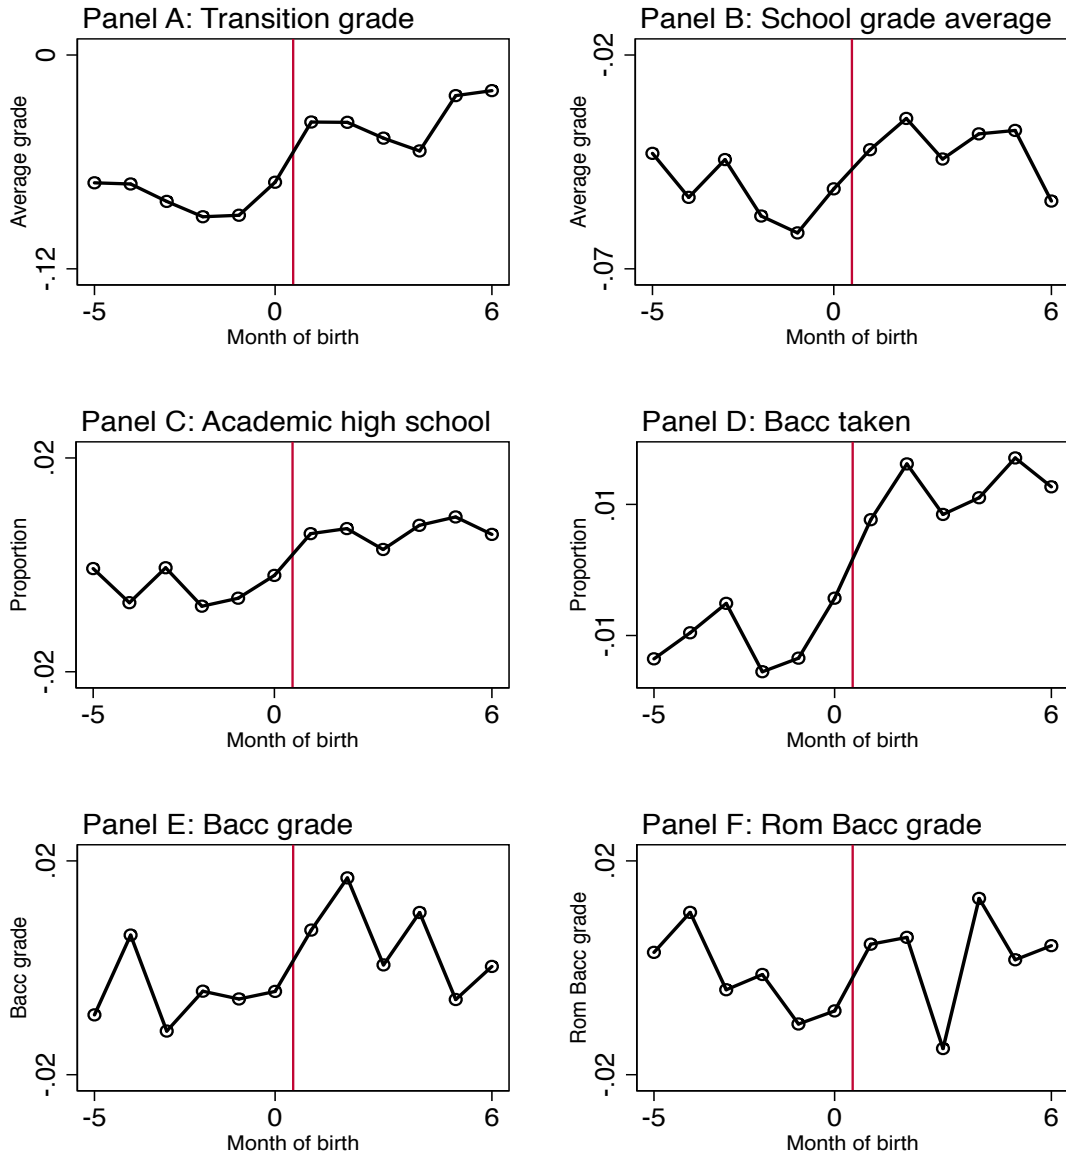 Panel A: Transition grade
Average grade
0
-.12
-5 0 6
Month of birth
Panel B: School grade average
Average grade
-.02
-.07
-5 0 6
Month of birth
Panel C: Academic high school
Proportion
.02
-.02
-5 0 6
Month of birth
Panel D: Bacc taken
Proportion
.01
-.01
-5 0 6
Month of birth
Panel E: Bacc grade
Bacc grade
.02
-.02
-5 0 6
Month of birth
Panel F: Rom Bacc grade
Rom Bacc grade
.02
-.02
-5 0 6
Month of birth